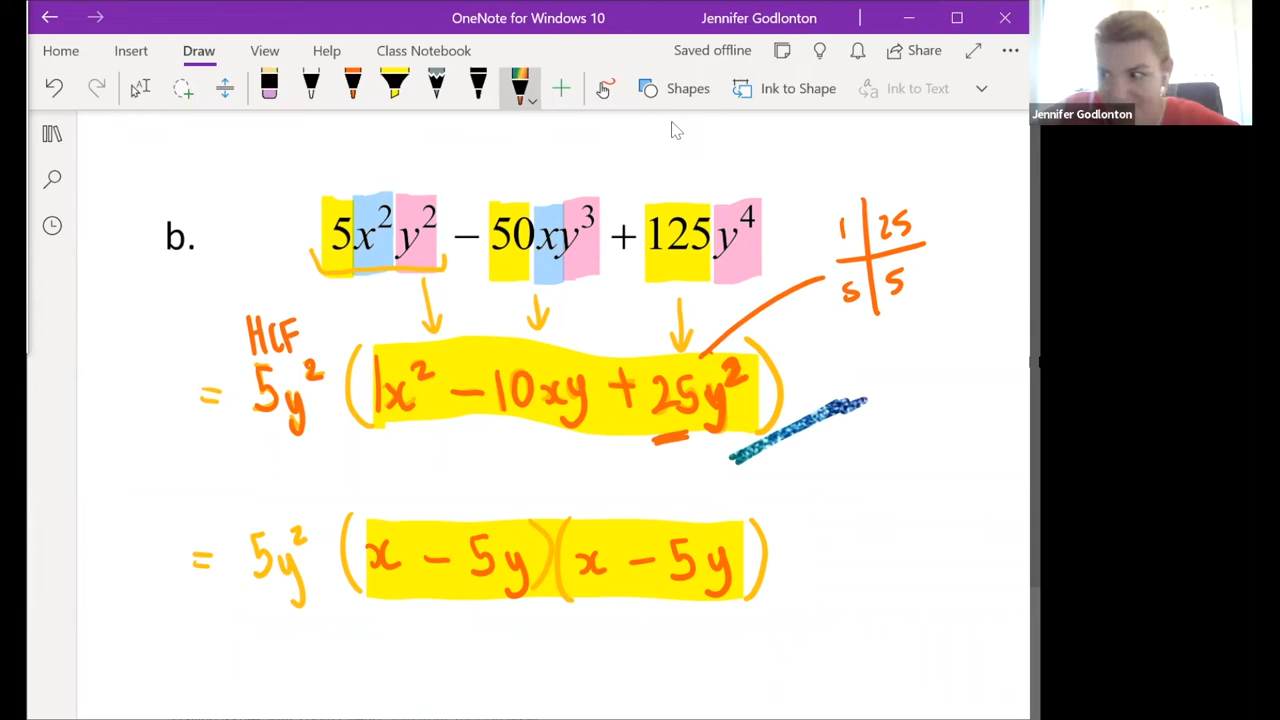 OneNote for Windows 10
Jennifer Godlonton
Home Insert Draw View Help Class Notebook
Saved offline
Share
Shapes
Ink to Shape
Ink to Text
Jennifer Godlonton
b. 5x²y² − 50xy³ + 125y⁴
1 25
5 5
HCF
= 5y² (1x² − 10xy + 25y²)
= 5y² (x − 5y)(x − 5y)